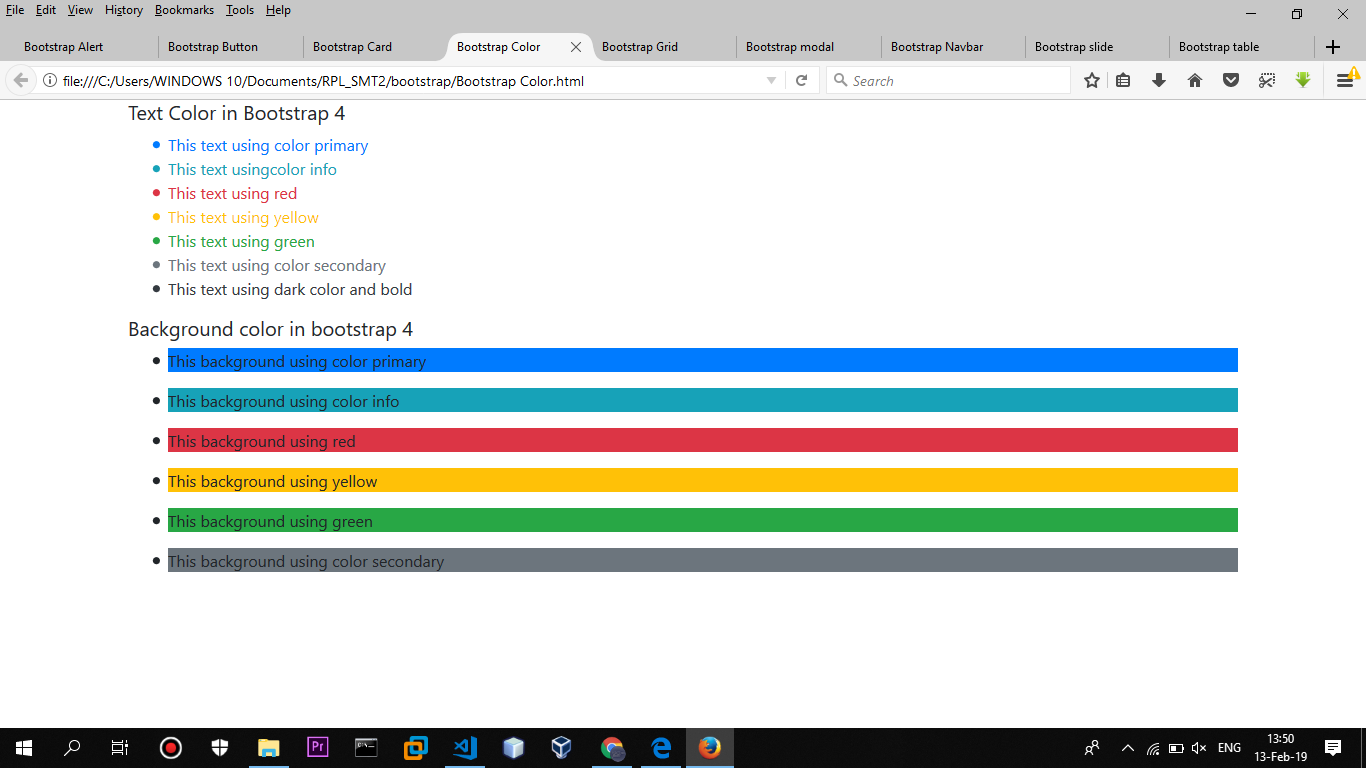 File Edit View History Bookmarks Tools Help
Bootstrap Alert Bootstrap Button Bootstrap Card Bootstrap Color Bootstrap Grid Bootstrap modal Bootstrap Navbar Bootstrap slide Bootstrap table
file:///C:/Users/WINDOWS 10/Documents/RPL_SMT2/bootstrap/Bootstrap Color.html Search
Text Color in Bootstrap 4
This text using color primary
This text usingcolor info
This text using red
This text using yellow
This text using green
This text using color secondary
This text using dark color and bold
Background color in bootstrap 4
This background using color primary
This background using color info
This background using red
This background using yellow
This background using green
This background using color secondary
Pr
ENG
13:50
13-Feb-19